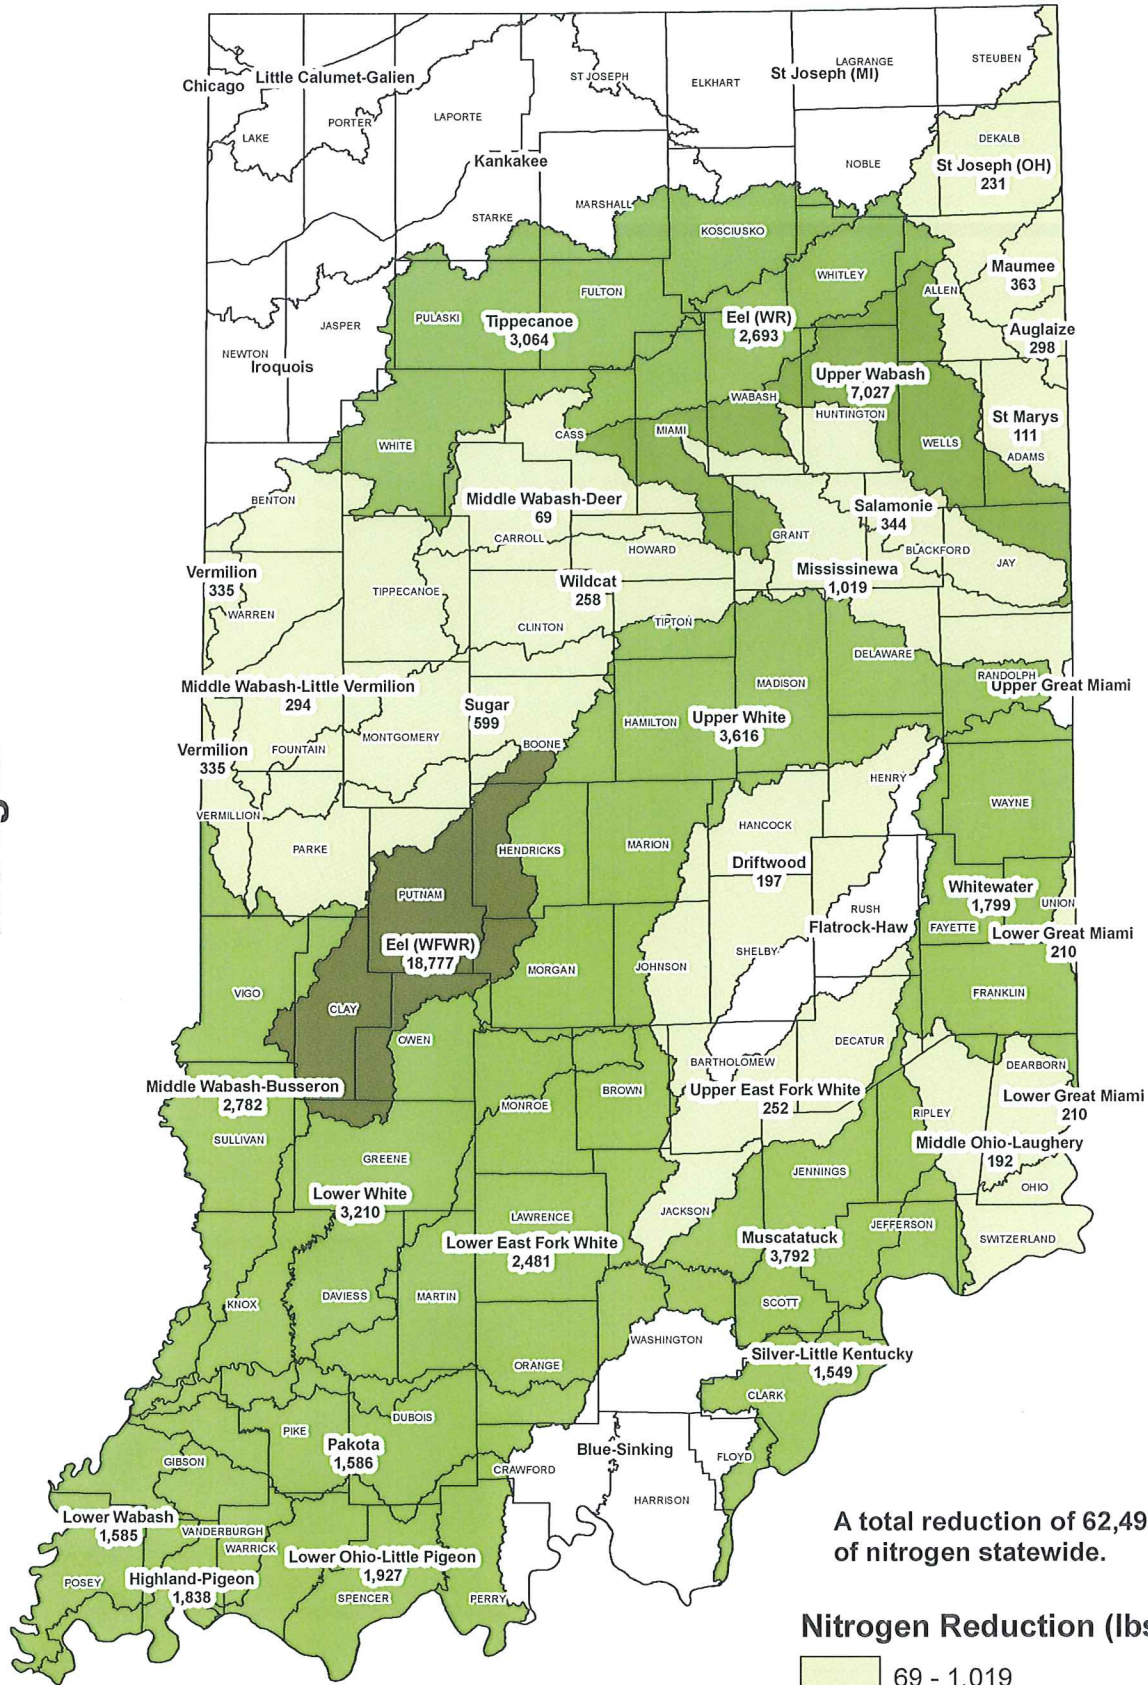 STEUBEN
LAGRANGE
St Joseph (MI)
ELKHART
ST JOSEPH
Little Calumet-Galien
Chicago
LAPORTE
PORTER
LAKE
DEKALB
St Joseph (OH)
231
NOBLE
Kankakee
MARSHALL
STARKE
KOSCIUSKO
WHITLEY
Maumee
363
ALLEN
FULTON
PULASKI
Tippecanoe
3,064
Eel (WR)
2,693
JASPER
Auglaize
298
NEWTON
Iroquois
Upper Wabash
7,027
WABASH
HUNTINGTON
St Marys
111
ADAMS
WELLS
MIAMI
CASS
WHITE
BENTON
Middle Wabash-Deer
69
CARROLL
Salamonie
344
GRANT
BLACKFORD
JAY
HOWARD
Mississinewa
1,019
Vermilion
335
WARREN
TIPPECANOE
Wildcat
258
CLINTON
TIPTON
DELAWARE
RANDOLPH
Upper Great Miami
MADISON
Middle Wabash-Little Vermilion
294
Sugar
599
HAMILTON
Upper White
3,616
MONTGOMERY
BOONE
Vermilion
335
FOUNTAIN
HENRY
WAYNE
VERMILLION
HANCOCK
PARKE
HENDRICKS
MARION
Driftwood
197
PUTNAM
Whitewater
1,799
UNION
RUSH
Flatrock-Haw
FAYETTE
Lower Great Miami
210
Eel (WFWR)
18,777
SHELBY
MORGAN
JOHNSON
VIGO
FRANKLIN
CLAY
OWEN
DECATUR
BARTHOLOMEW
DEARBORN
Middle Wabash-Busseron
2,782
BROWN
Upper East Fork White
252
Lower Great Miami
210
MONROE
RIPLEY
SULLIVAN
Middle Ohio-Laughery
192
GREENE
JENNINGS
OHIO
Lower White
3,210
LAWRENCE
JACKSON
JEFFERSON
Lower East Fork White
2,481
Muscatatuck
3,792
SWITZERLAND
KNOX
DAVIESS
MARTIN
SCOTT
WASHINGTON
Silver-Little Kentucky
1,549
ORANGE
CLARK
DUBOIS
PIKE
Pakota
1,586
Blue-Sinking
FLOYD
GIBSON
CRAWFORD
HARRISON
Lower Wabash
1,585
VANDERBURGH
WARRICK
Lower Ohio-Little Pigeon
1,927
POSEY
Highland-Pigeon
1,838
SPENCER
PERRY
A total reduction of 62,49
of nitrogen statewide.
Nitrogen Reduction (lbs
69 - 1,019